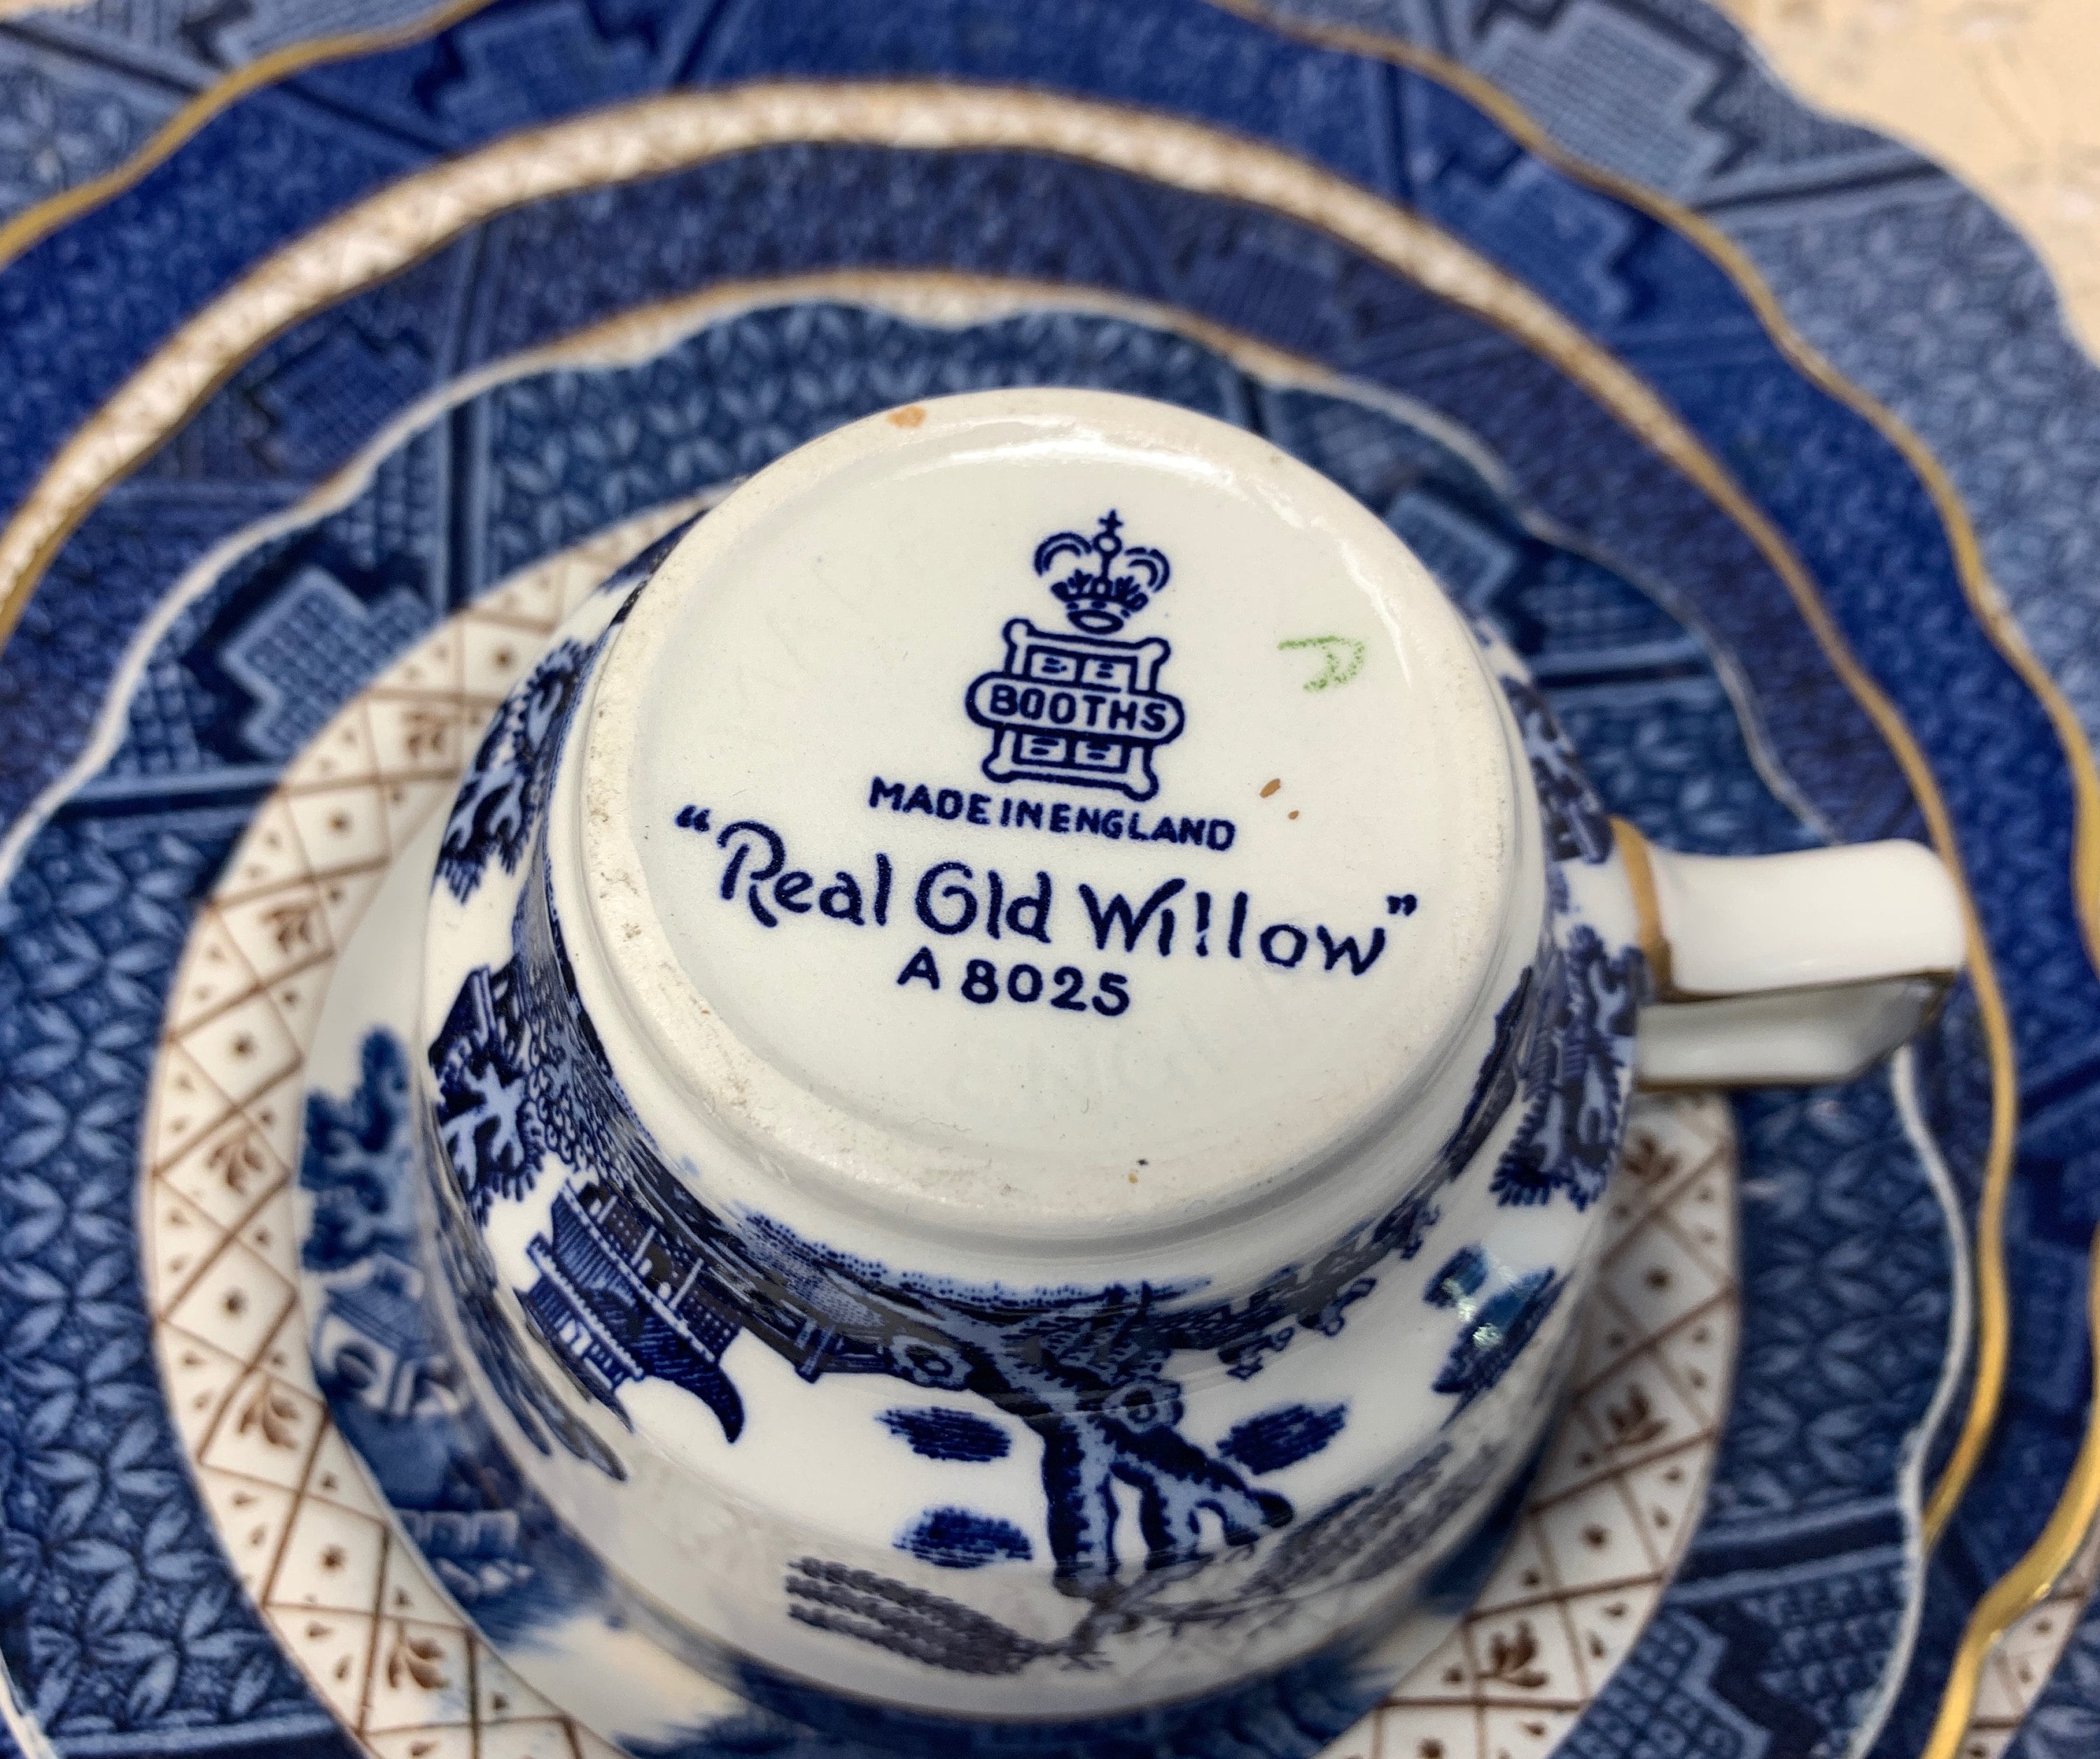 BOOTHS
MADE IN ENGLAND
“Real Old Willow”
A 8025